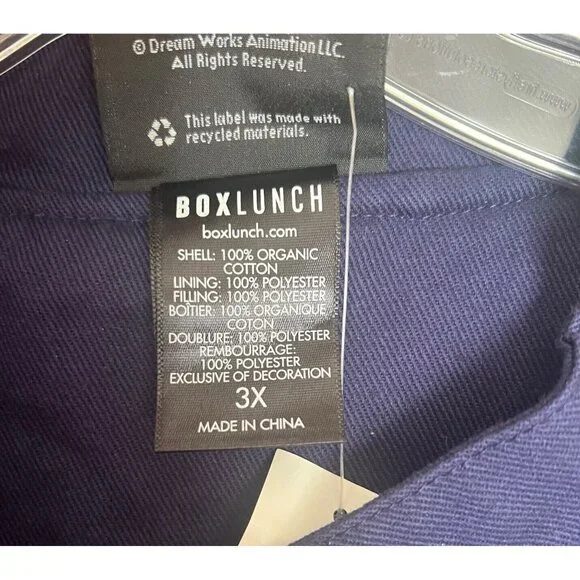 © Dream Works Animation LLC.
All Rights Reserved.
This label was made with
recycled materials.
BOXLUNCH
boxlunch.com
SHELL: 100% ORGANIC
COTTON
LINING: 100% POLYESTER
FILLING: 100% POLYESTER
BOÎTIER: 100% ORGANIQUE
COTON
DOUBLURE: 100% POLYESTER
REMBOURRAGE:
100% POLYESTER
EXCLUSIVE OF DECORATION
3X
MADE IN CHINA